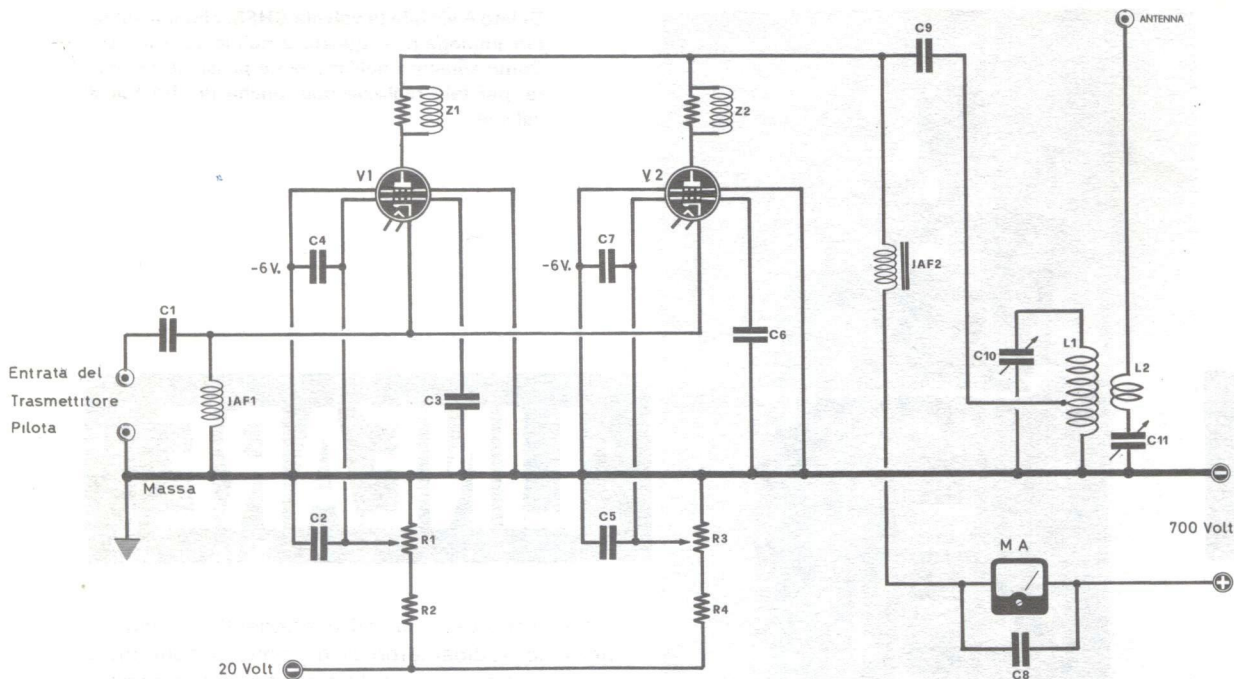 ANTENNA
C9
Z1
Z2
V1
V2
C4
C7
-6V.
-6V.
JAF2
C1
C6
C10
L1
L2
Entrata del
Trasmettitore
Pilota
JAF1
C3
C11
Massa
C2
R1
C5
R3
700 Volt
MA
R2
R4
20 Volt
C8